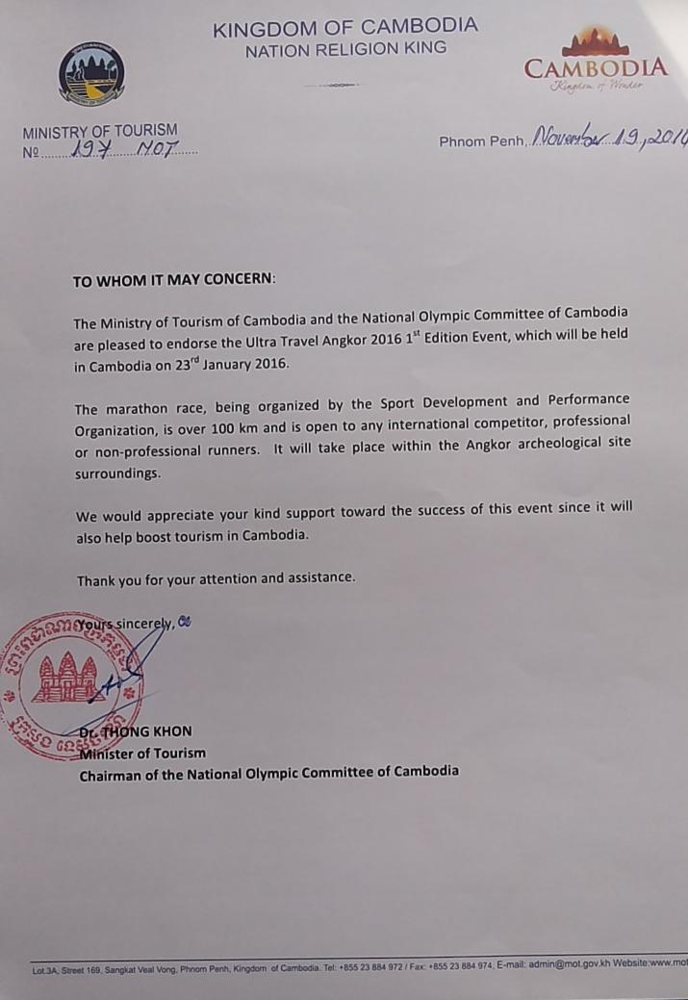 KINGDOM OF CAMBODIA
NATION RELIGION KING
CAMBODIA
Kingdom of Wonder
MINISTRY OF TOURISM
Nº 197 MOT
Phnom Penh, November 19, 2014
TO WHOM IT MAY CONCERN:
The Ministry of Tourism of Cambodia and the National Olympic Committee of Cambodia
are pleased to endorse the Ultra Travel Angkor 2016 1st Edition Event, which will be held
in Cambodia on 23rd January 2016.
The marathon race, being organized by the Sport Development and Performance
Organization, is over 100 km and is open to any international competitor, professional
or non-professional runners. It will take place within the Angkor archeological site
surroundings.
We would appreciate your kind support toward the success of this event since it will
also help boost tourism in Cambodia.
Thank you for your attention and assistance.
Yours sincerely,
Dr. THONG KHON
Minister of Tourism
Chairman of the National Olympic Committee of Cambodia
Lot.3A, Street 169, Sangkat Veal Vong, Phnom Penh, Kingdom of Cambodia. Tel: +855 23 884 972 / Fax: +855 23 884 974, E-mail: admin@mot.gov.kh Website:www.mot